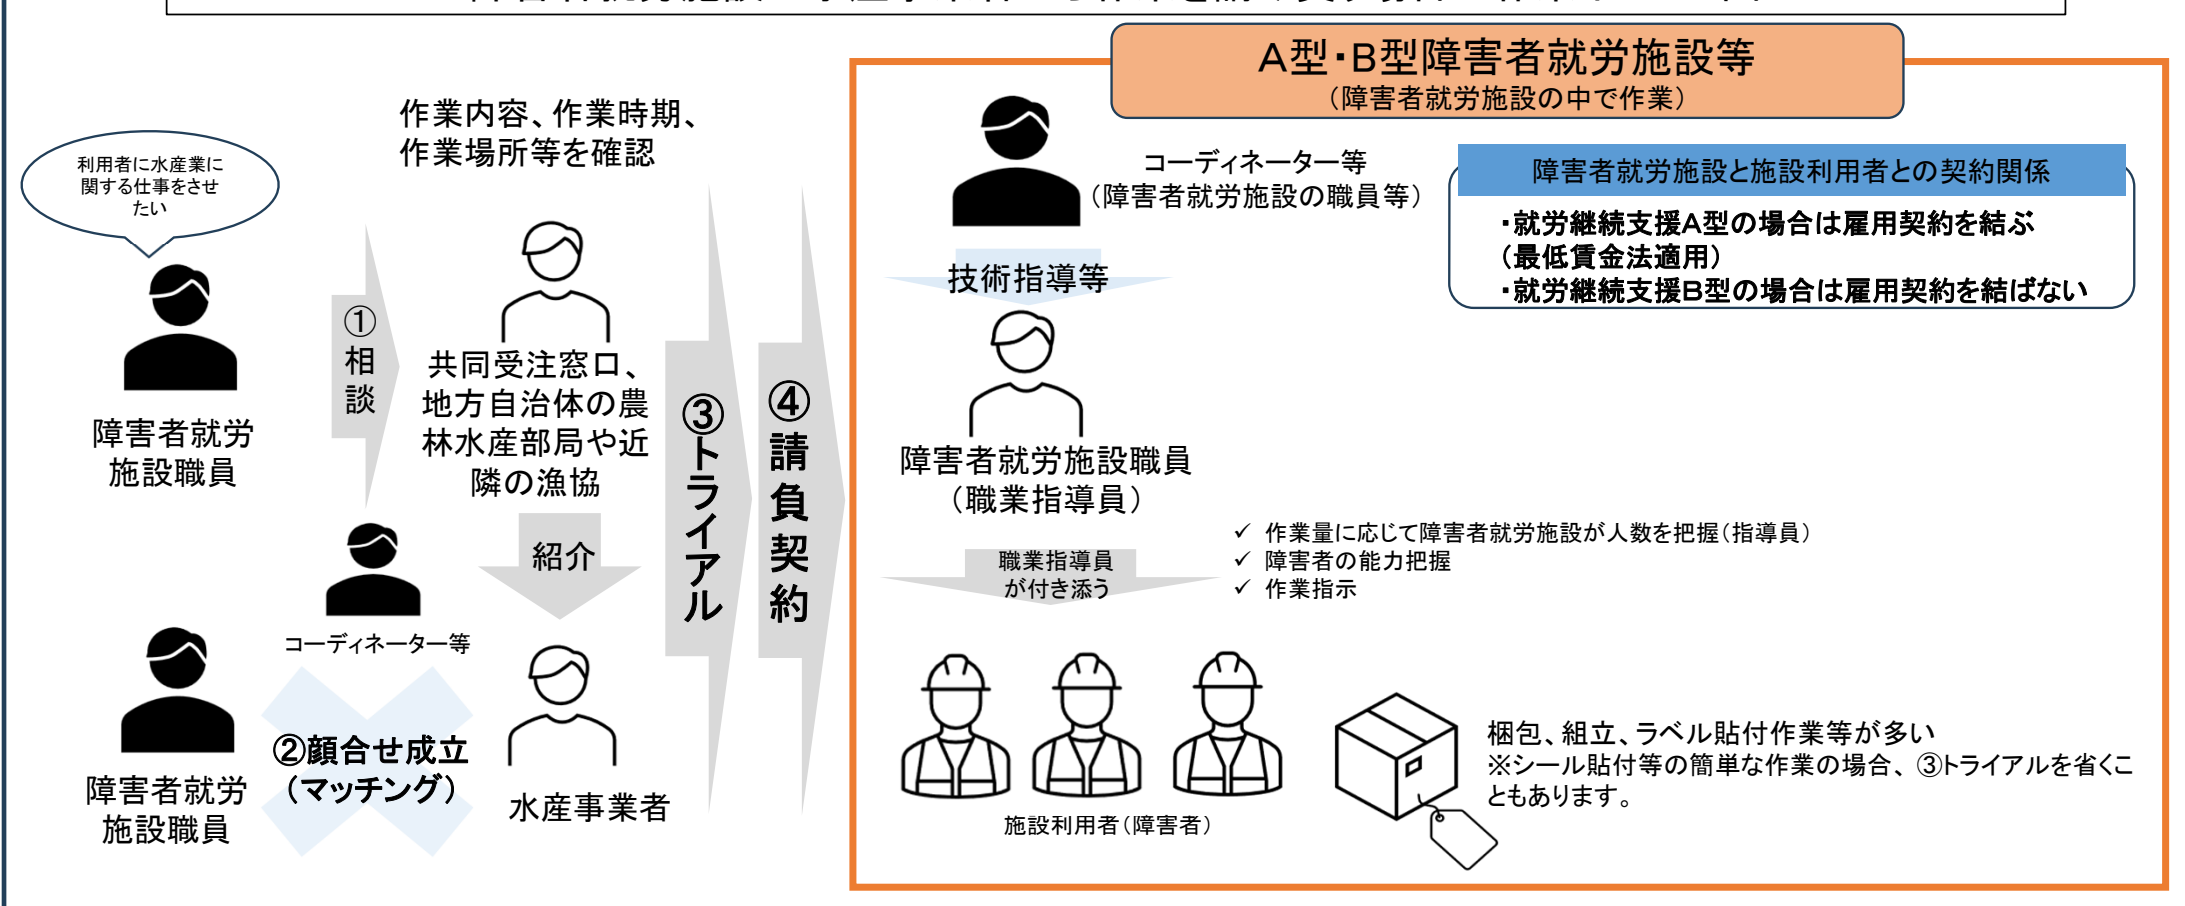 A型・B型障害者就労施設等
（障害者就労施設の中で作業）
利用者に水産業に
関する仕事をさせ
たい
障害者就労
施設職員
①
相
談
作業内容、作業時期、
作業場所等を確認
共同受注窓口、
地方自治体の農
林水産部局や近
隣の漁協
紹介
コーディネーター等
障害者就労
施設職員
②顔合せ成立
（マッチング）
水産事業者
③トライアル
④請負契約
コーディネーター等
（障害者就労施設の職員等）
技術指導等
障害者就労施設職員
（職業指導員）
職業指導員
が付き添う
✓ 作業量に応じて障害者就労施設が人数を把握（指導員）
✓ 障害者の能力把握
✓ 作業指示
施設利用者（障害者）
障害者就労施設と施設利用者との契約関係
・就労継続支援A型の場合は雇用契約を結ぶ
（最低賃金法適用）
・就労継続支援B型の場合は雇用契約を結ばない
梱包、組立、ラベル貼付作業等が多い
※シール貼付等の簡単な作業の場合、③トライアルを省くこ
ともあります。